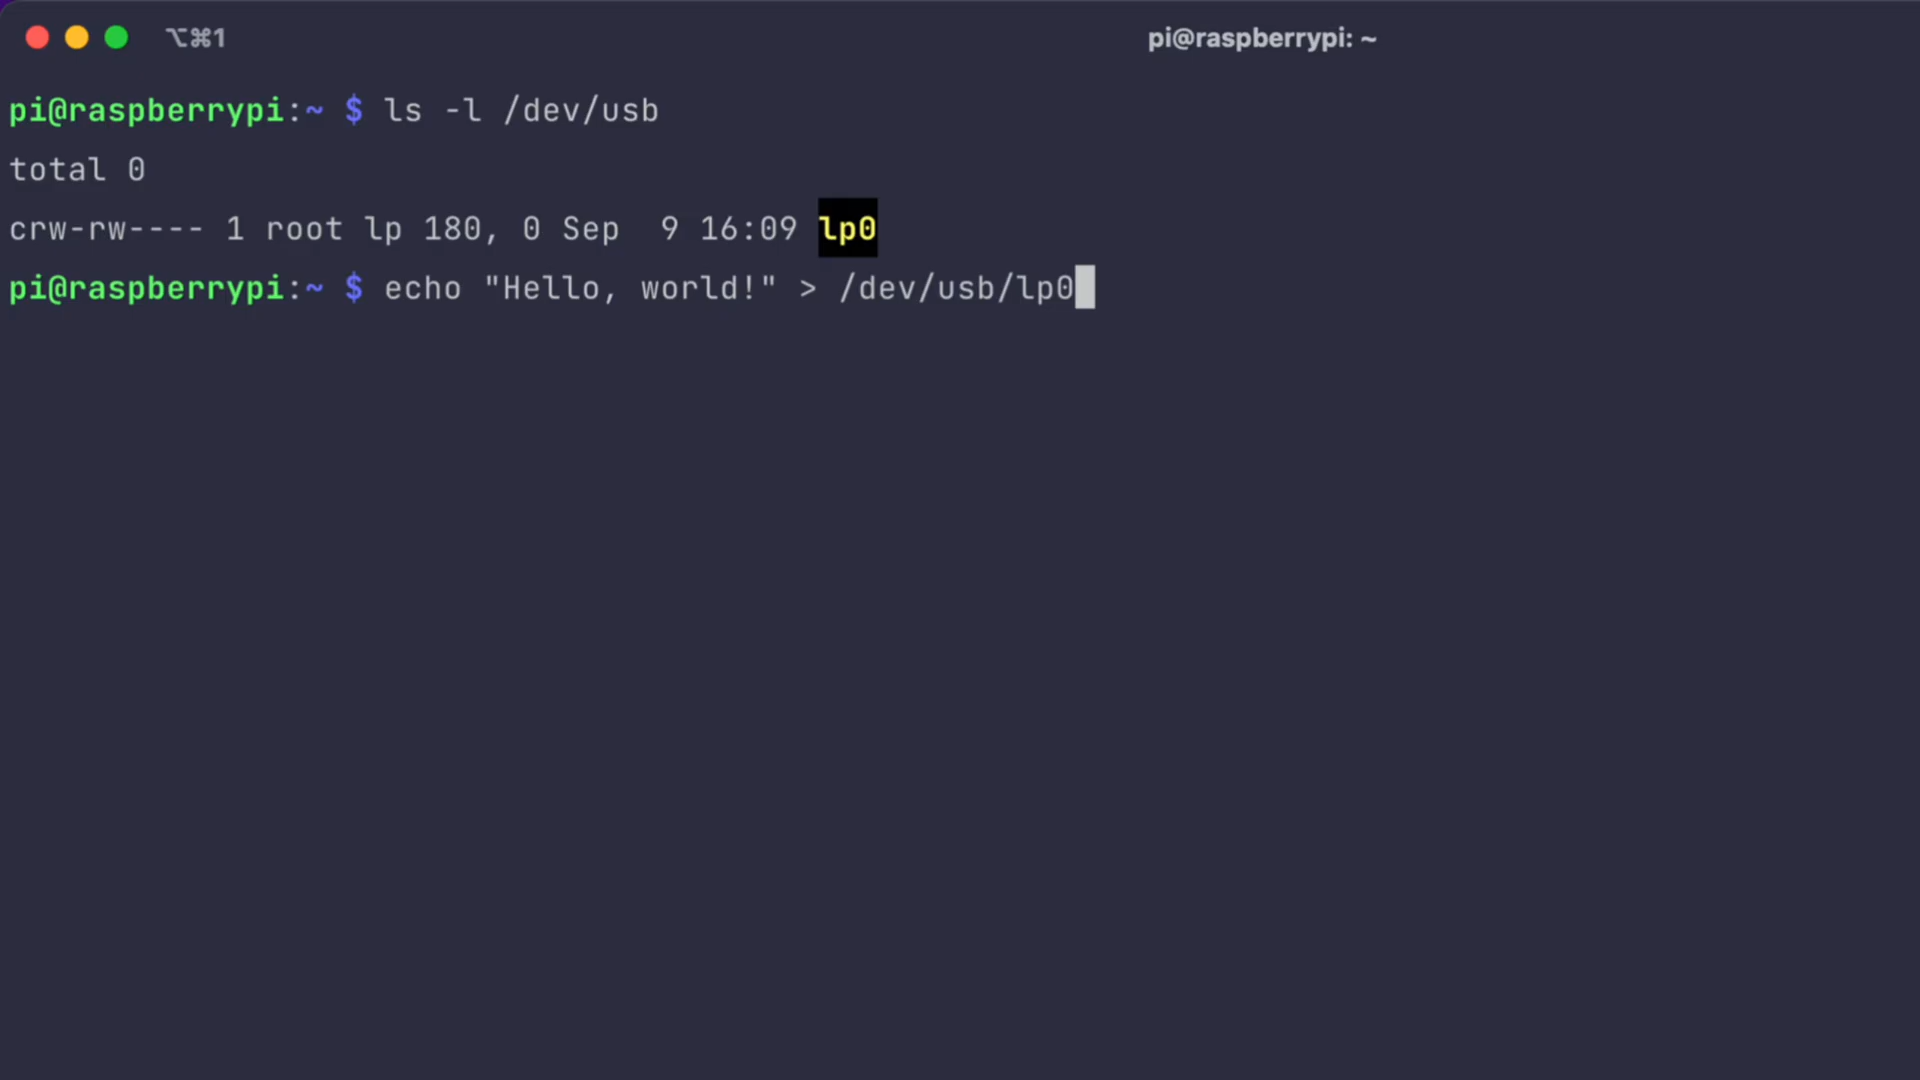 ⌥⌘1
pi@raspberrypi: ~
pi@raspberrypi:~ $ ls -l /dev/usb
total 0
crw-rw---- 1 root lp 180, 0 Sep  9 16:09 lp0
pi@raspberrypi:~ $ echo "Hello, world!" > /dev/usb/lp0